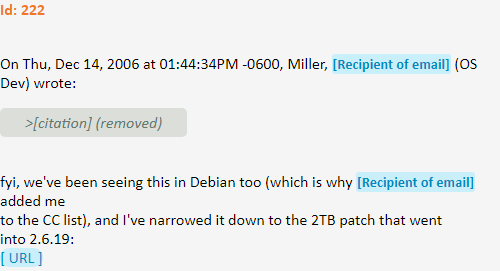 Id: 222
On Thu, Dec 14, 2006 at 01:44:34PM -0600, Miller, [Recipient of email] (OS
Dev) wrote:
>[citation] (removed)
fyi, we've been seeing this in Debian too (which is why [Recipient of email]
added me
to the CC list), and I've narrowed it down to the 2TB patch that went
into 2.6.19:
[ URL ]